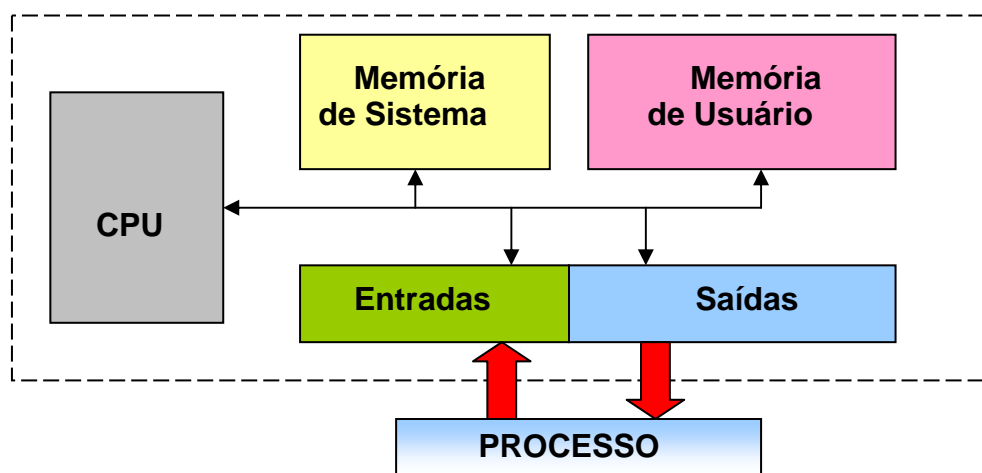 Memória
de Sistema
Memória
de Usuário
CPU
Entradas
Saídas
PROCESSO